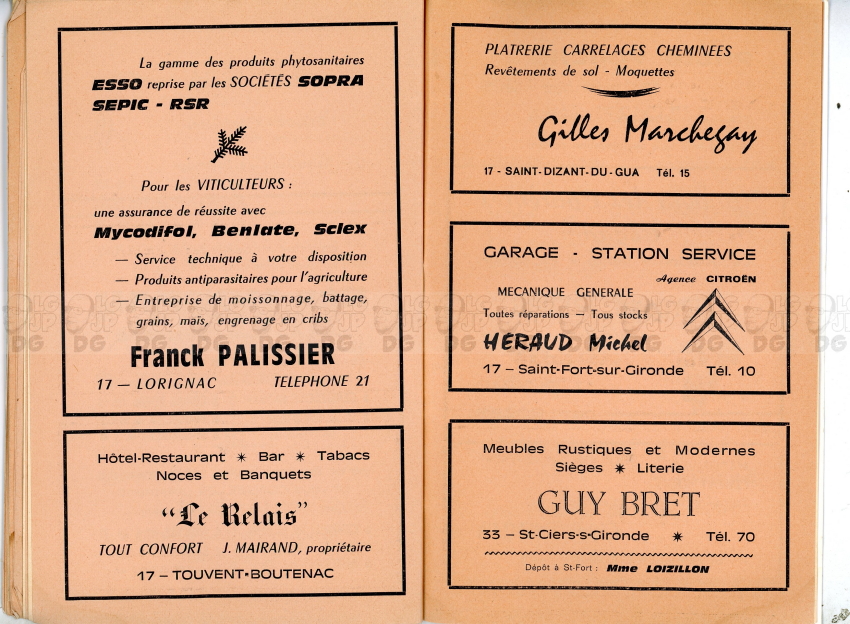 La gamme des produits phytosanitaires
ESSO reprise par les SOCIÉTÉS SOPRA
SEPIC - RSR
Pour les VITICULTEURS :
une assurance de réussite avec
Mycodifol, Benlate, Sclex
— Service technique à votre disposition
— Produits antiparasitaires pour l'agriculture
— Entreprise de moissonnage, battage,
grains, maïs, engrenage en cribs
Franck PALISSIER
17 — LORIGNAC TELEPHONE 21
Hôtel-Restaurant ✷ Bar ✷ Tabacs
Noces et Banquets
“Le Relais”
TOUT CONFORT J. MAIRAND, propriétaire
17 – TOUVENT-BOUTENAC
PLATRERIE CARRELAGES CHEMINEES
Revêtements de sol - Moquettes
Gilles Marchegay
17 - SAINT-DIZANT-DU-GUA Tél. 15
GARAGE - STATION SERVICE
Agence CITROËN
MECANIQUE GENERALE
Toutes réparations — Tous stocks
HERAUD Michel
17 – Saint-Fort-sur-Gironde Tél. 10
Meubles Rustiques et Modernes
Sièges ✷ Literie
GUY BRET
33 – St-Ciers-s-Gironde ✷ Tél. 70
Dépôt à St-Fort : Mme LOIZILLON